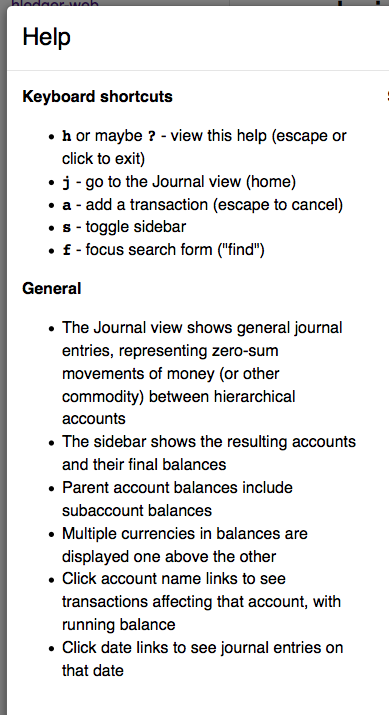 hledger-web
Help
Keyboard shortcuts
• h or maybe ? - view this help (escape or
click to exit)
• j - go to the Journal view (home)
• a - add a transaction (escape to cancel)
• s - toggle sidebar
• f - focus search form ("find")
General
• The Journal view shows general journal
entries, representing zero-sum
movements of money (or other
commodity) between hierarchical
accounts
• The sidebar shows the resulting accounts
and their final balances
• Parent account balances include
subaccount balances
• Multiple currencies in balances are
displayed one above the other
• Click account name links to see
transactions affecting that account, with
running balance
• Click date links to see journal entries on
that date